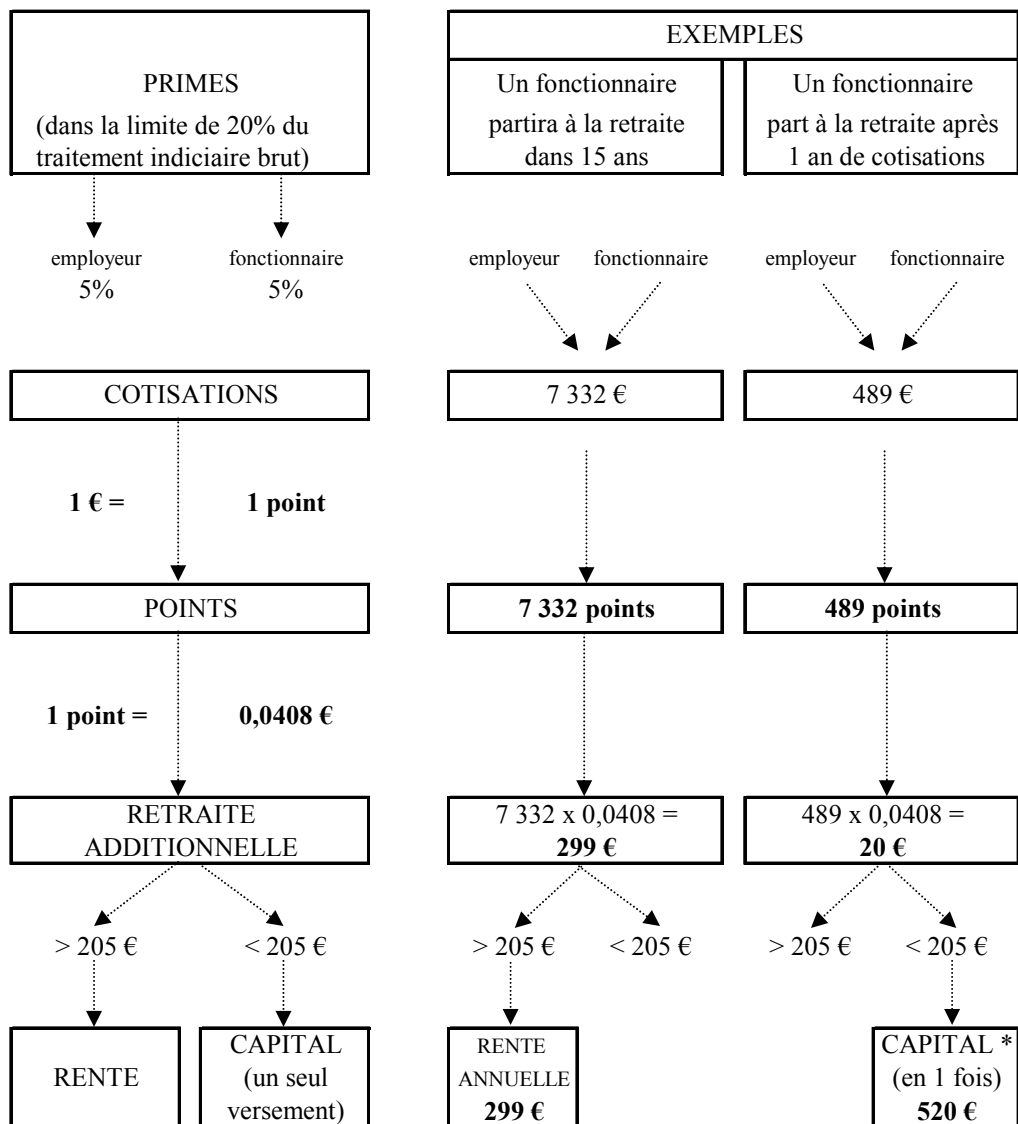 PRIMES
(dans la limite de 20% du
traitement indiciaire brut)
employeur
5%
fonctionnaire
5%
COTISATIONS
1 € =
1 point
POINTS
1 point =
0,0408 €
RETRAITE
ADDITIONNELLE
> 205 €
< 205 €
RENTE
CAPITAL
(un seul
versement)
EXEMPLES
Un fonctionnaire
partira à la retraite
dans 15 ans
employeur
fonctionnaire
7 332 €
7 332 points
7 332 x 0,0408 =
299 €
> 205 €
< 205 €
RENTE
ANNUELLE
299 €
Un fonctionnaire
part à la retraite après
1 an de cotisations
employeur
fonctionnaire
489 €
489 points
489 x 0,0408 =
20 €
> 205 €
< 205 €
CAPITAL *
(en 1 fois)
520 €